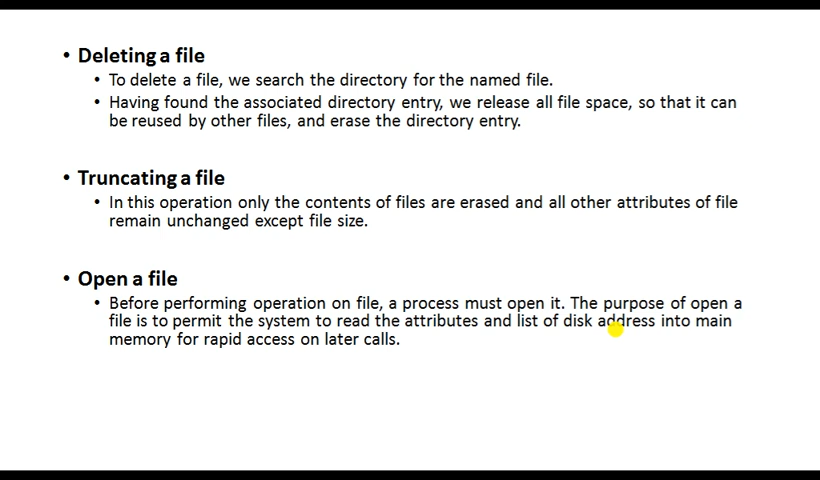 • Deleting a file
• To delete a file, we search the directory for the named file.
• Having found the associated directory entry, we release all file space, so that it can
be reused by other files, and erase the directory entry.
• Truncating a file
• In this operation only the contents of files are erased and all other attributes of file
remain unchanged except file size.
• Open a file
• Before performing operation on file, a process must open it. The purpose of open a
file is to permit the system to read the attributes and list of disk address into main
memory for rapid access on later calls.